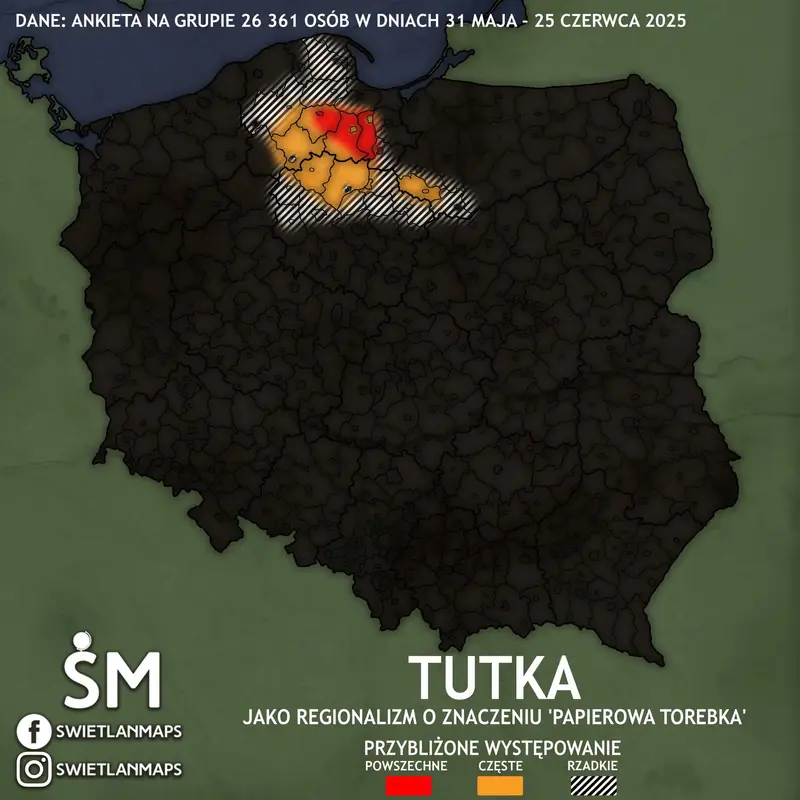 DANE: ANKIETA NA GRUPIE 26 361 OSÓB W DNIACH 31 MAJA - 25 CZERWCA 2025
ŚM
SWIETLANMAPS
SWIETLANMAPS
TUTKA
JAKO REGIONALIZM O ZNACZENIU 'PAPIEROWA TOREBKA'
PRZYBLIŻONE WYSTĘPOWANIE
POWSZECHNE CZĘSTE RZADKIE